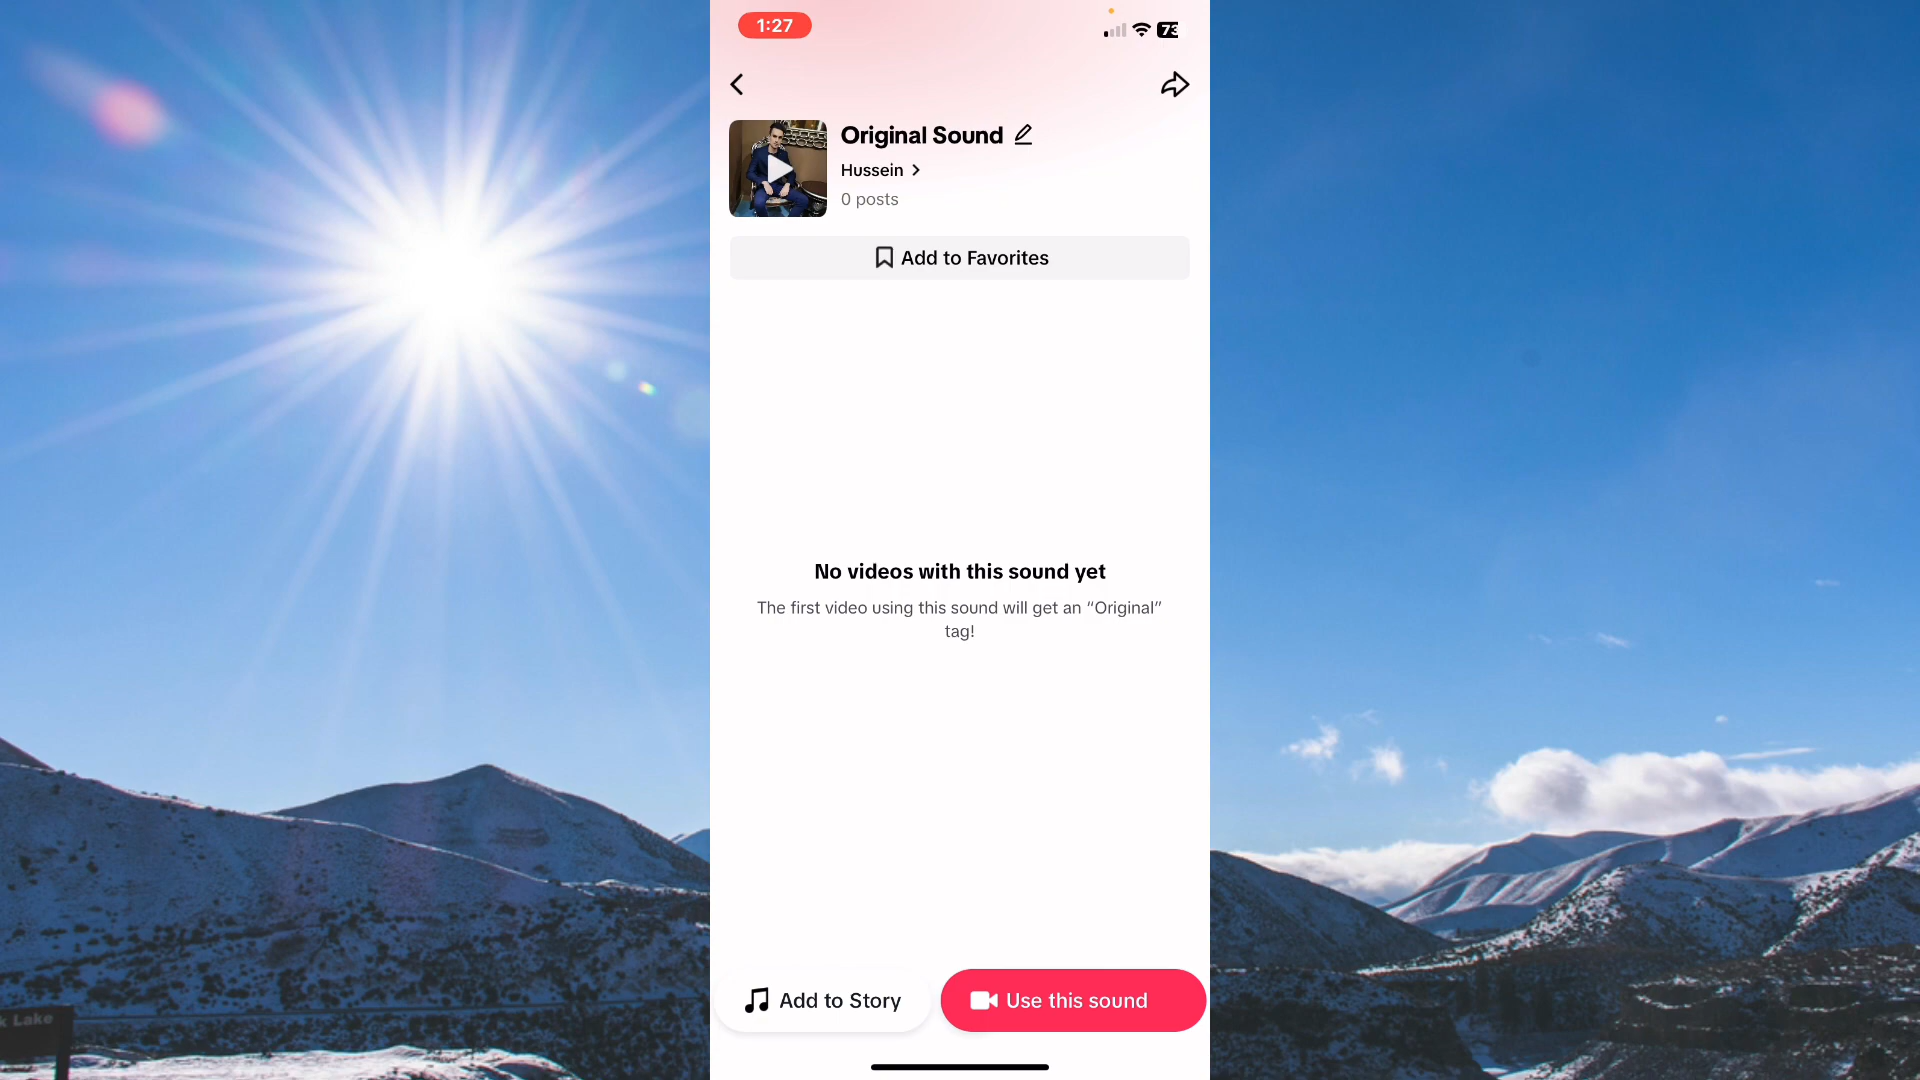 1:27
73
Original Sound
Hussein
0 posts
Add to Favorites
No videos with this sound yet
The first video using this sound will get an “Original”
tag!
Add to Story
Use this sound
k Lake